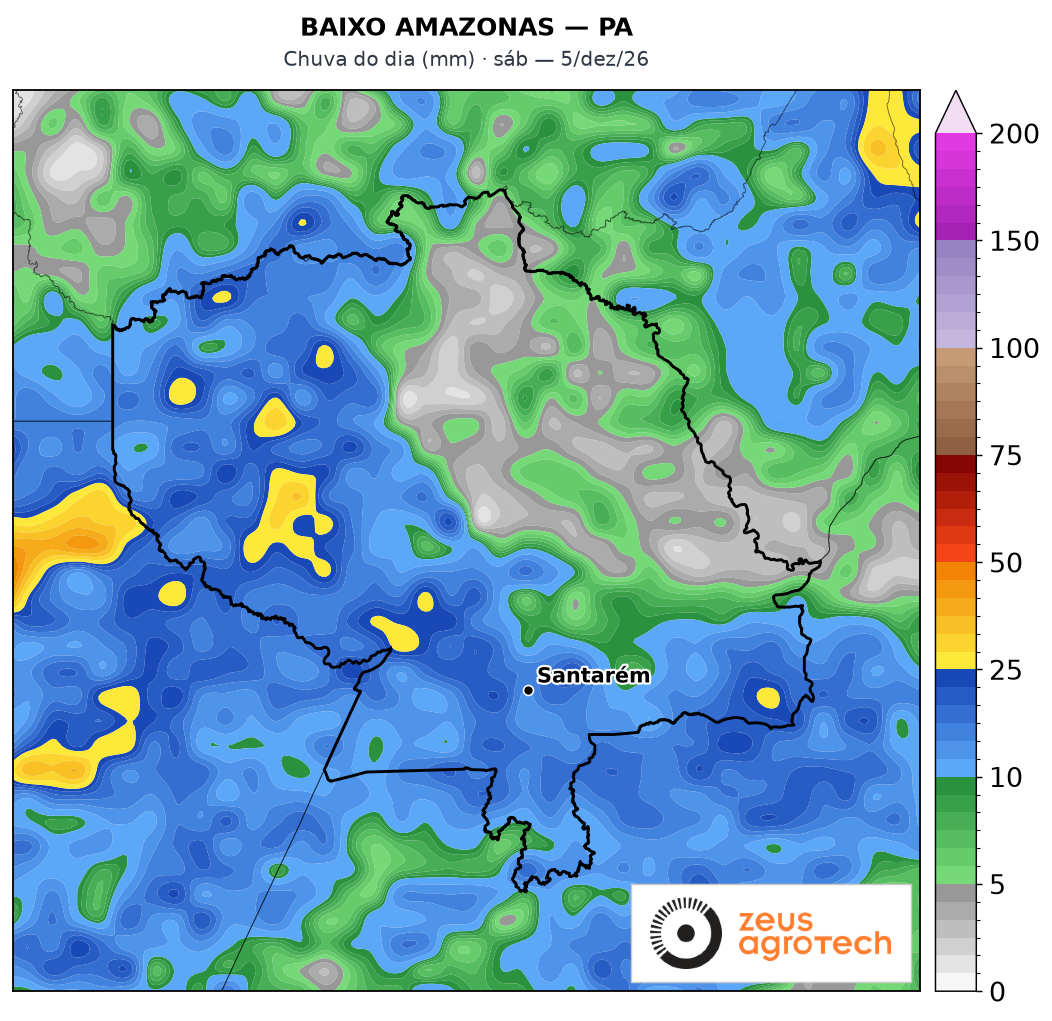 BAIXO AMAZONAS — PA
Chuva do dia (mm) · sáb — 5/dez/26
200
150
100
75
50
25
10
5
0
Santarém
zeus
agrotech